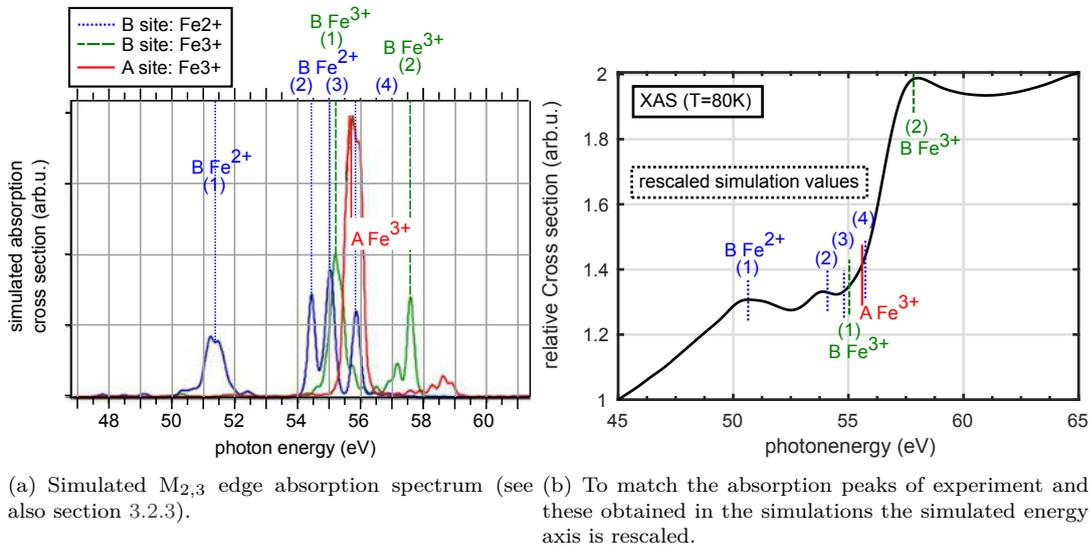 B site: Fe2+
B site: Fe3+
A site: Fe3+
B Fe3+
(1)
B Fe3+
(2)
B Fe2+
(2) (3) (4)
B Fe2+
(1)
A Fe3+
simulated absorption
cross section (arb.u.)
48 50 52 54 56 58 60
photon energy (eV)
XAS (T=80K)
rescaled simulation values
(2)
B Fe3+
B Fe2+
(1)
(2)
(3)
(4)
A Fe3+
(1)
B Fe3+
relative Cross section (arb.u.)
2
1.8
1.6
1.4
1.2
1
45 50 55 60 65
photonenergy (eV)
(a) Simulated M2,3 edge absorption spectrum (see
also section 3.2.3).
(b) To match the absorption peaks of experiment and
these obtained in the simulations the simulated energy
axis is rescaled.